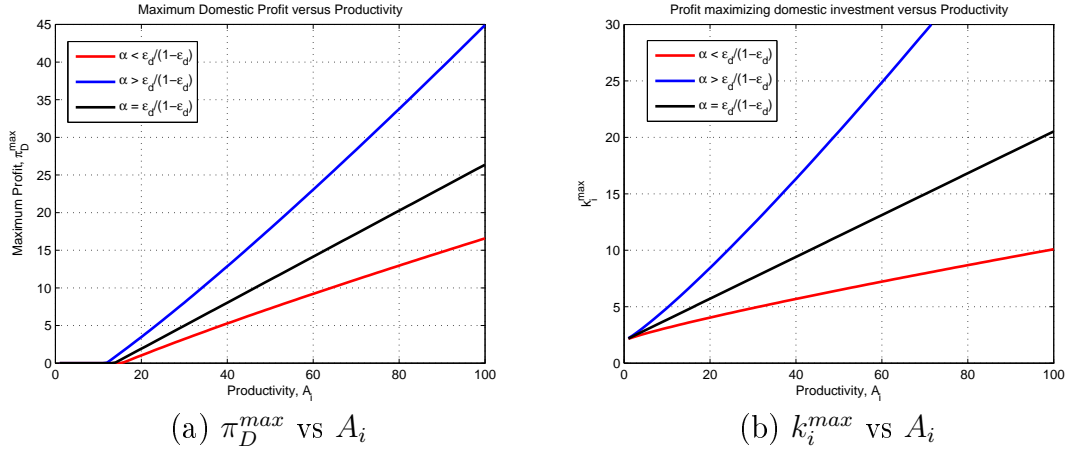 Maximum Domestic Profit versus Productivity
45
40
35
30
25
20
15
10
5
0
Maximum Profit, π_D^max
α < ε_d/(1−ε_d)
α > ε_d/(1−ε_d)
α = ε_d/(1−ε_d)
0 20 40 60 80 100
Productivity, A_i
(a) π_D^{max} vs A_i
Profit maximizing domestic investment versus Productivity
30
25
20
15
10
5
0
k_i^max
α < ε_d/(1−ε_d)
α > ε_d/(1−ε_d)
α = ε_d/(1−ε_d)
0 20 40 60 80 100
Productivity, A_i
(b) k_i^{max} vs A_i